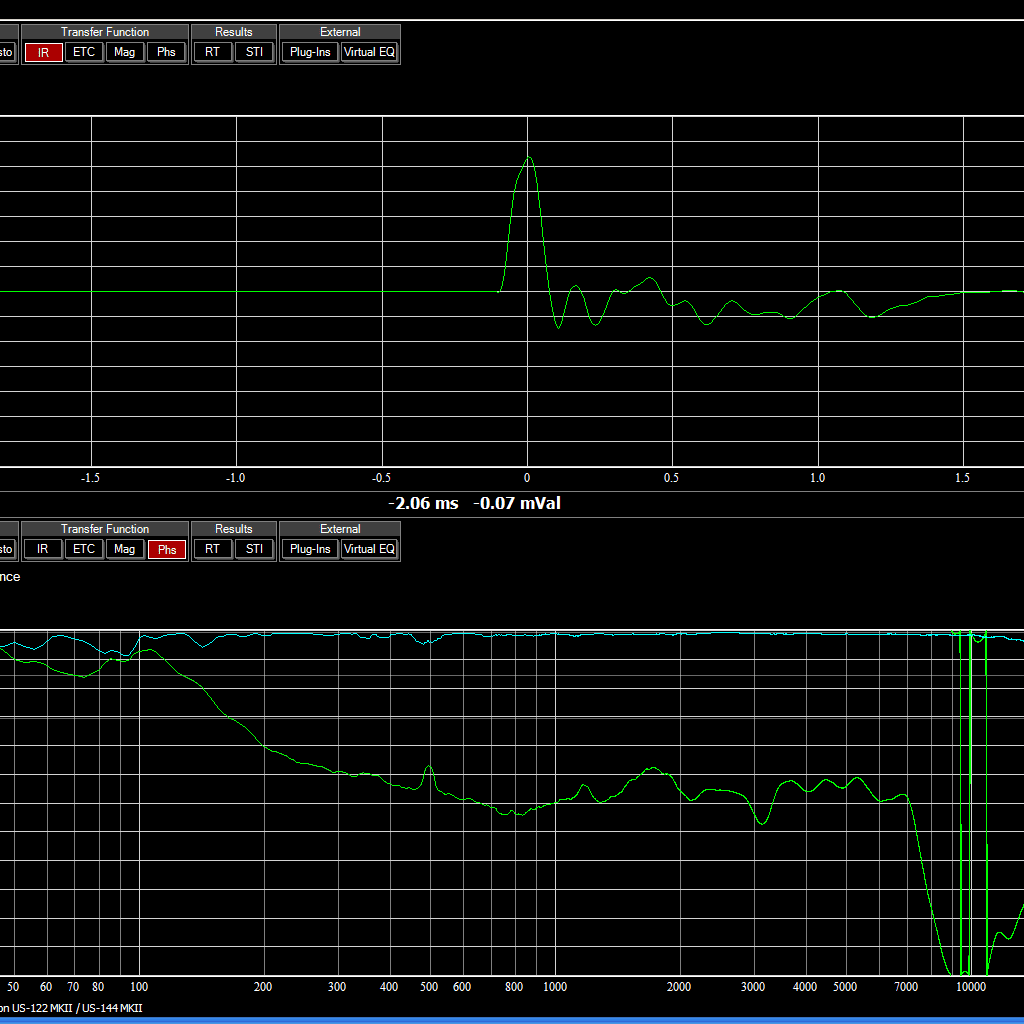 Transfer Function Results External
sto IR ETC Mag Phs RT STI Plug-Ins Virtual EQ
-1.5 -1.0 -0.5 0 0.5 1.0 1.5
-2.06 ms -0.07 mVal
Transfer Function Results External
sto IR ETC Mag Phs RT STI Plug-Ins Virtual EQ
nce
50 60 70 80 100 200 300 400 500 600 800 1000 2000 3000 4000 5000 7000 10000
on US-122 MKII / US-144 MKII